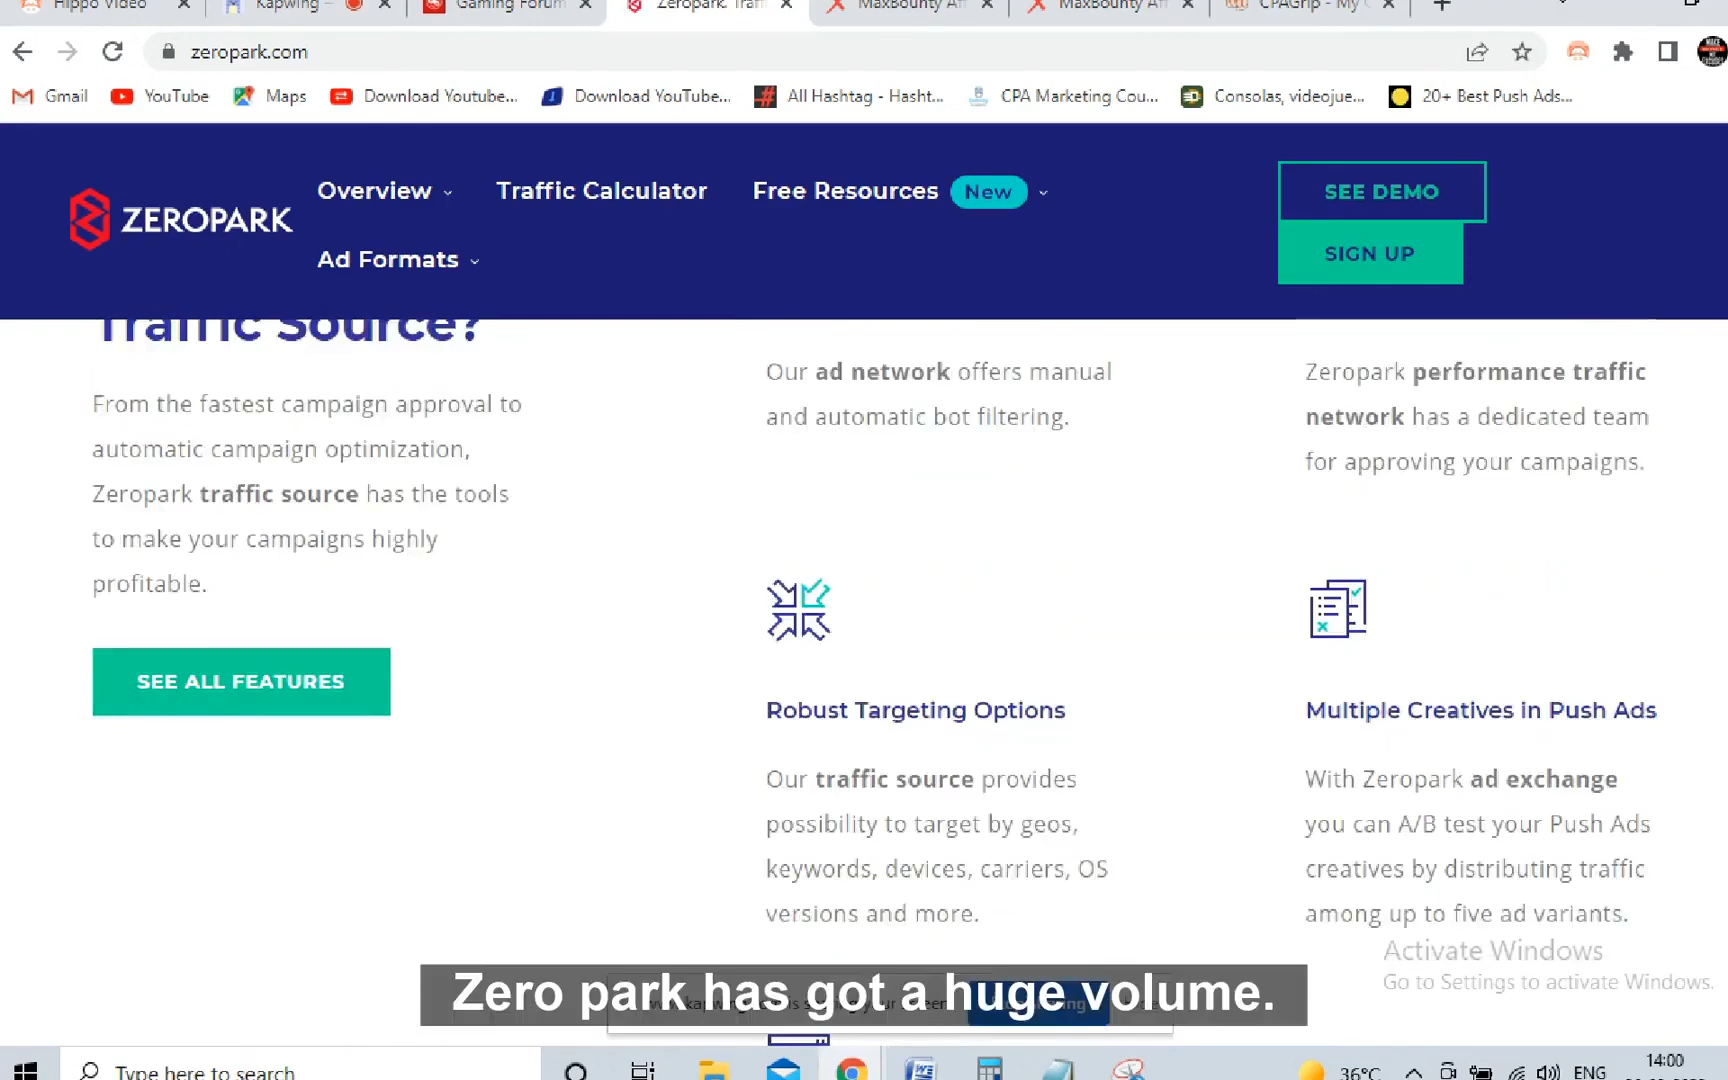 Hippo Video
Kapwing –
Gaming Forum
Zeropark. Traf
MaxBounty Aff
MaxBounty Aff
CPAGrip - My C
zeropark.com
Gmail
YouTube
Maps
Download Youtube...
Download YouTube...
All Hashtag - Hasht...
CPA Marketing Cou...
Consolas, videojue...
20+ Best Push Ads...
ZEROPARK
Overview
Traffic Calculator
Free Resources New
Ad Formats
SEE DEMO
SIGN UP
Traffic Source?
From the fastest campaign approval to
automatic campaign optimization,
Zeropark traffic source has the tools
to make your campaigns highly
profitable.
SEE ALL FEATURES
Our ad network offers manual
and automatic bot filtering.
Zeropark performance traffic
network has a dedicated team
for approving your campaigns.
Robust Targeting Options
Our traffic source provides
possibility to target by geos,
keywords, devices, carriers, OS
versions and more.
Multiple Creatives in Push Ads
With Zeropark ad exchange
you can A/B test your Push Ads
creatives by distributing traffic
among up to five ad variants.
Activate Windows
Go to Settings to activate Windows.
Zero park has got a huge volume.
Type here to search
36°C
ENG
14:00